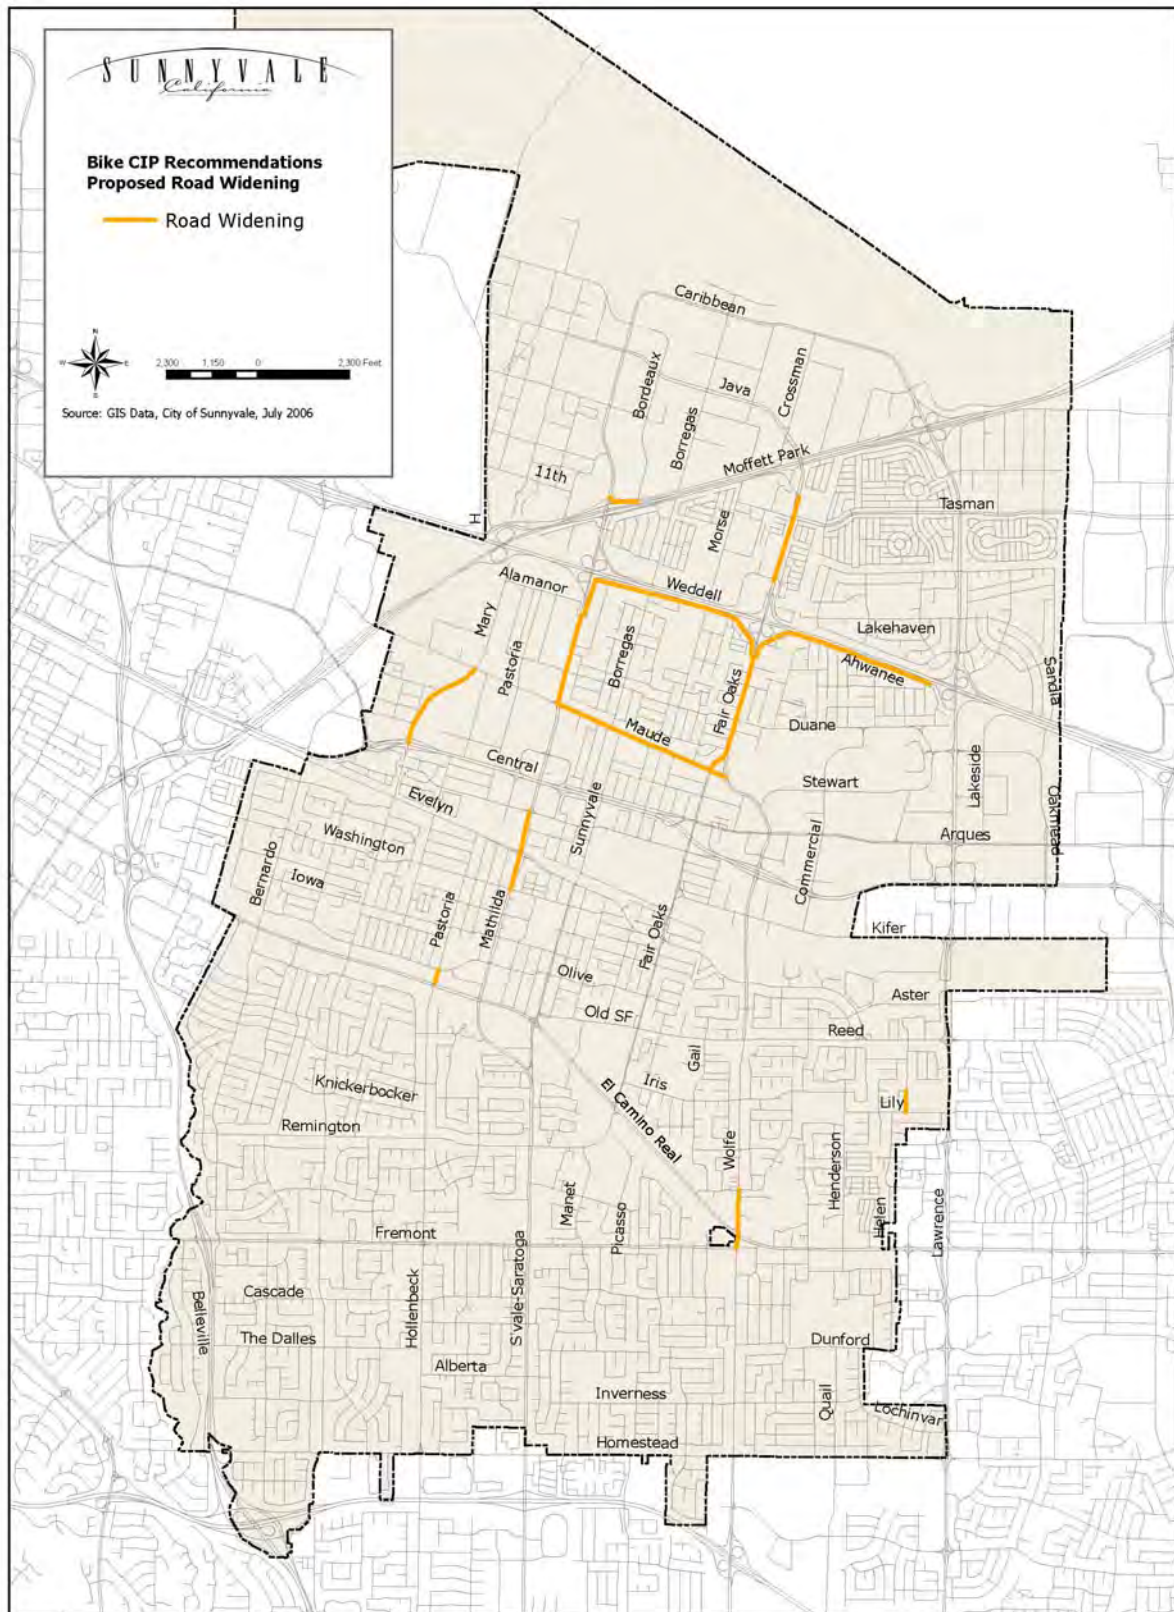 SUNNYVALE
California
Bike CIP Recommendations
Proposed Road Widening
Road Widening
N
W E
S
2,300 1,150 0 2,300 Feet
Source: GIS Data, City of Sunnyvale, July 2006
Caribbean
Bordeaux
Java
Crossman
Borregas
Moffett Park
11th
Tasman
H
Morse
Alamanor
Weddell
Mary
Lakehaven
Pastoria
Borregas
Ahwanee
Sandia
Fair Oaks
Maude
Duane
Central
Stewart
Lakeside
Evelyn
Oakmead
Sunnyvale
Washington
Arques
Commercial
Bernardo
Iowa
Pastoria
Mathilda
Kifer
Fair Oaks
Olive
Aster
Old SF
Reed
Gail
Iris
Knickerbocker
Lily
El Camino Real
Remington
Wolfe
Henderson
Manet
Picasso
Helen
Lawrence
Fremont
Cascade
Belleville
Hollenbeck
S'vale-Saratoga
The Dalles
Dunford
Alberta
Inverness
Quail
Lochinvar
Homestead